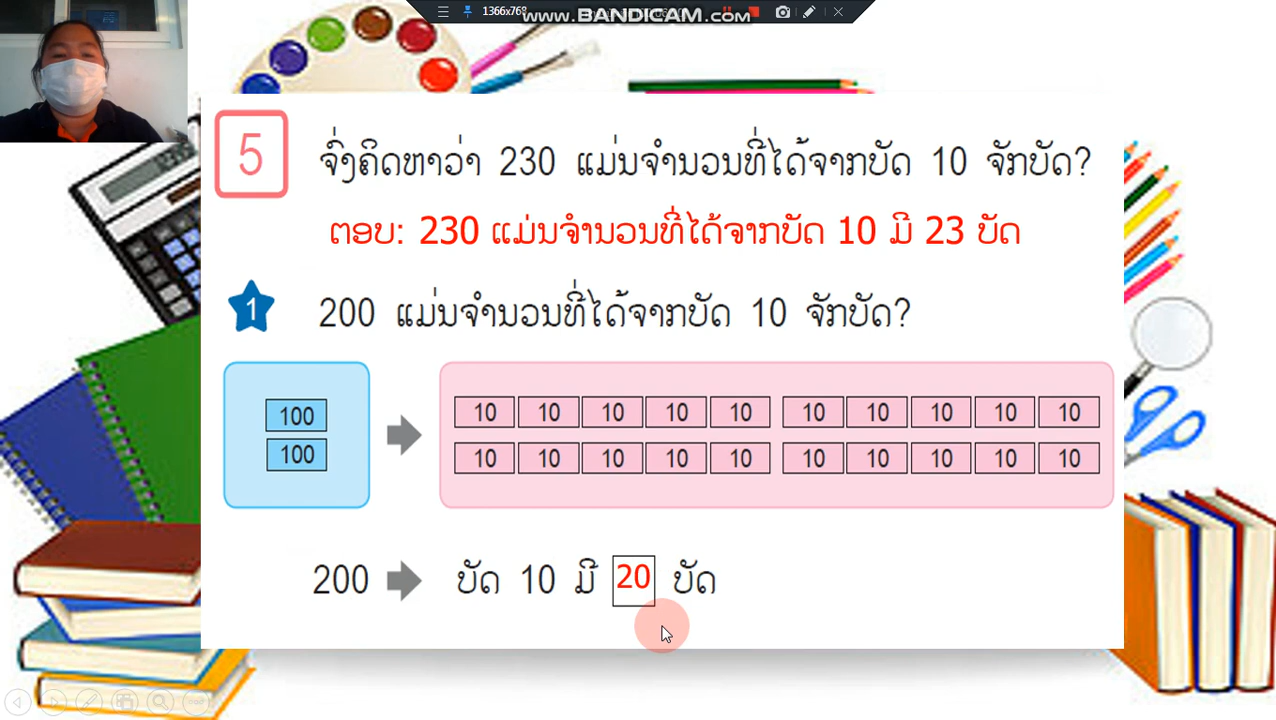 1366x768
www.BANDICAM.com
5 ຈົ່ງຄິດຫາວ່າ 230 ແມ່ນຈຳນວນທີ່ໄດ້ຈາກບັດ 10 ຈັກບັດ?
ຕອບ: 230 ແມ່ນຈຳນວນທີ່ໄດ້ຈາກບັດ 10 ມີ 23 ບັດ
1 200 ແມ່ນຈຳນວນທີ່ໄດ້ຈາກບັດ 10 ຈັກບັດ?
100 10 10 10 10 10 10 10 10 10 10
100 10 10 10 10 10 10 10 10 10 10
200 ບັດ 10 ມີ 20 ບັດ